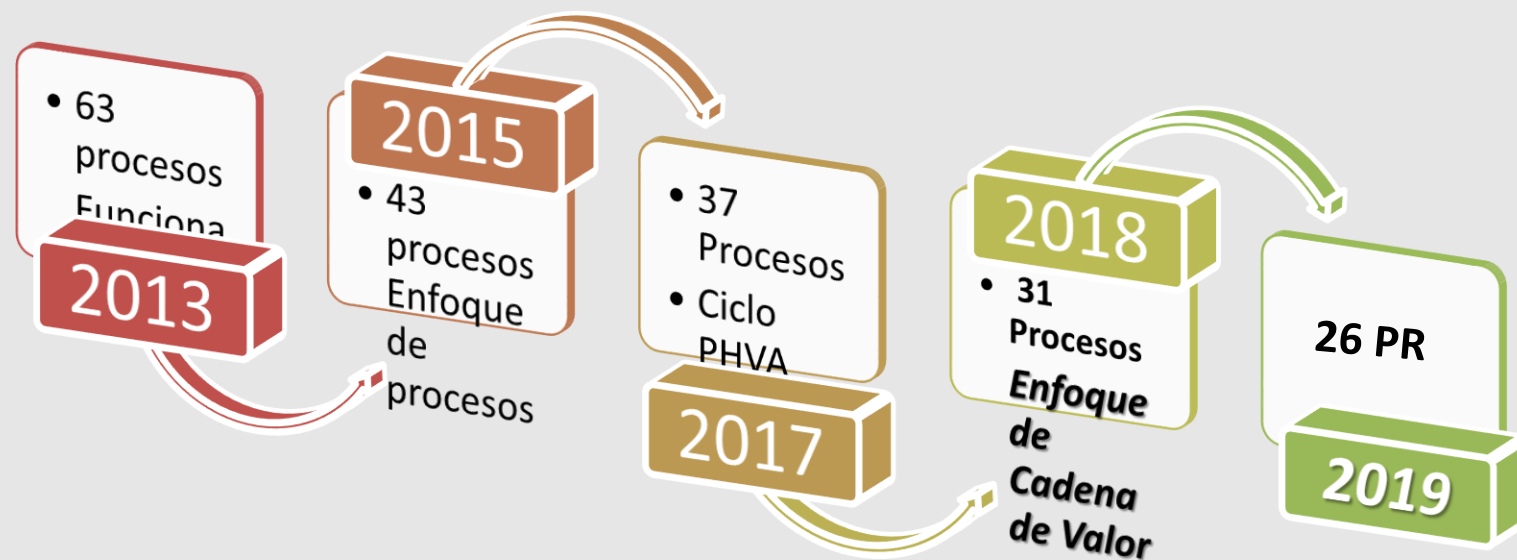 • 63
procesos
Funciona
2013
2015
• 43
procesos
Enfoque
de
procesos
• 37
Procesos
• Ciclo
PHVA
2017
2018
• 31
Procesos
Enfoque
de
Cadena
de Valor
26 PR
2019